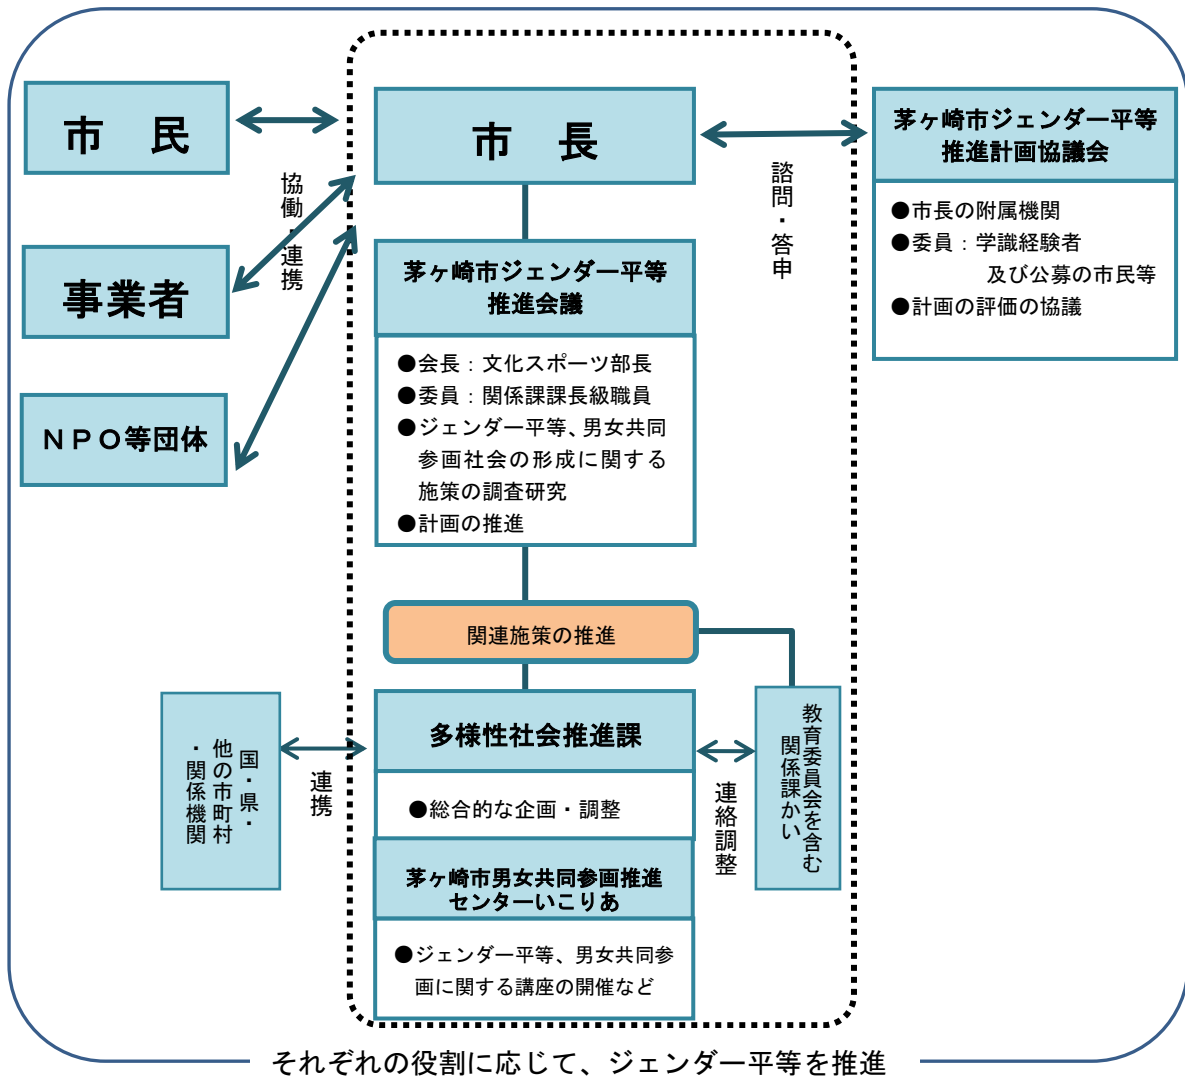 市　民
事業者
ＮＰＯ等団体
協働・連携
市　長
諮問・答申
茅ヶ崎市ジェンダー平等
推進計画協議会
●市長の附属機関
●委員：学識経験者
及び公募の市民等
●計画の評価の協議
茅ヶ崎市ジェンダー平等
推進会議
●会長：文化スポーツ部長
●委員：関係課課長級職員
●ジェンダー平等、男女共同
参画社会の形成に関する
施策の調査研究
●計画の推進
関連施策の推進
国・県・
他の市町村
・関係機関
連携
多様性社会推進課
●総合的な企画・調整
連絡調整
教育委員会を含む
関係課かい
茅ヶ崎市男女共同参画推進
センターいこりあ
●ジェンダー平等、男女共同参
画に関する講座の開催など
それぞれの役割に応じて、ジェンダー平等を推進